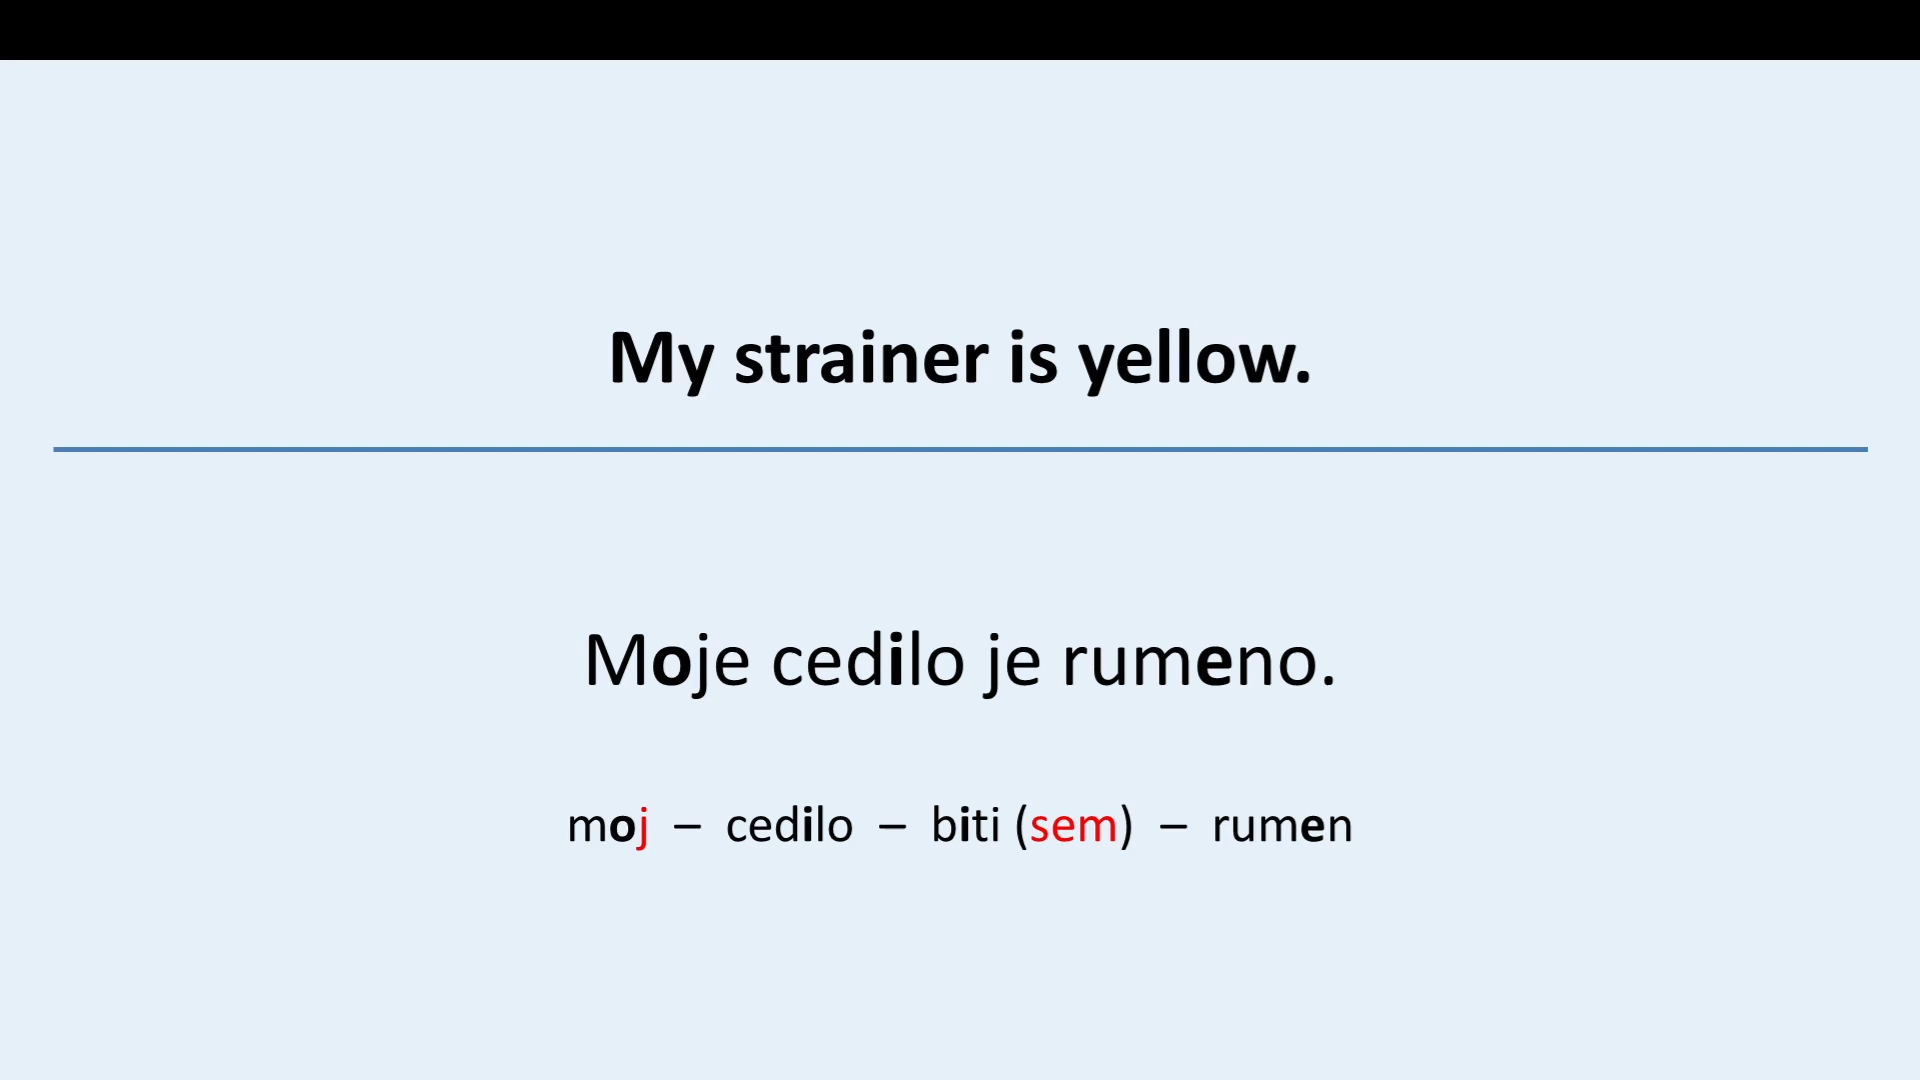 My strainer is yellow.
Moje cedilo je rumeno.
moj – cedilo – biti (sem) – rumen